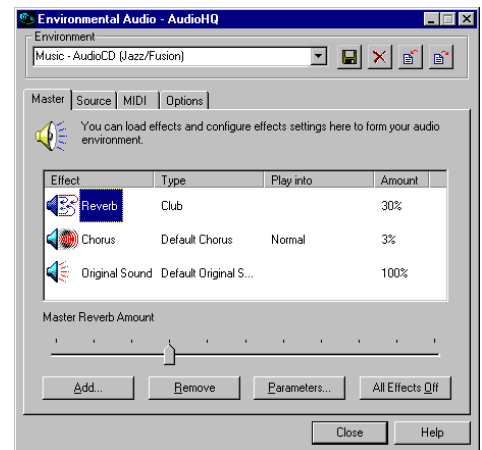 Environmental Audio - AudioHQ
Environment
Music - AudioCD (Jazz/Fusion)
Master Source MIDI Options
You can load effects and configure effects settings here to form your audio
environment.
Effect Type Play into Amount
Reverb Club 30%
Chorus Default Chorus Normal 3%
Original Sound Default Original S... 100%
Master Reverb Amount
Add... Remove Parameters... All Effects Off
Close Help